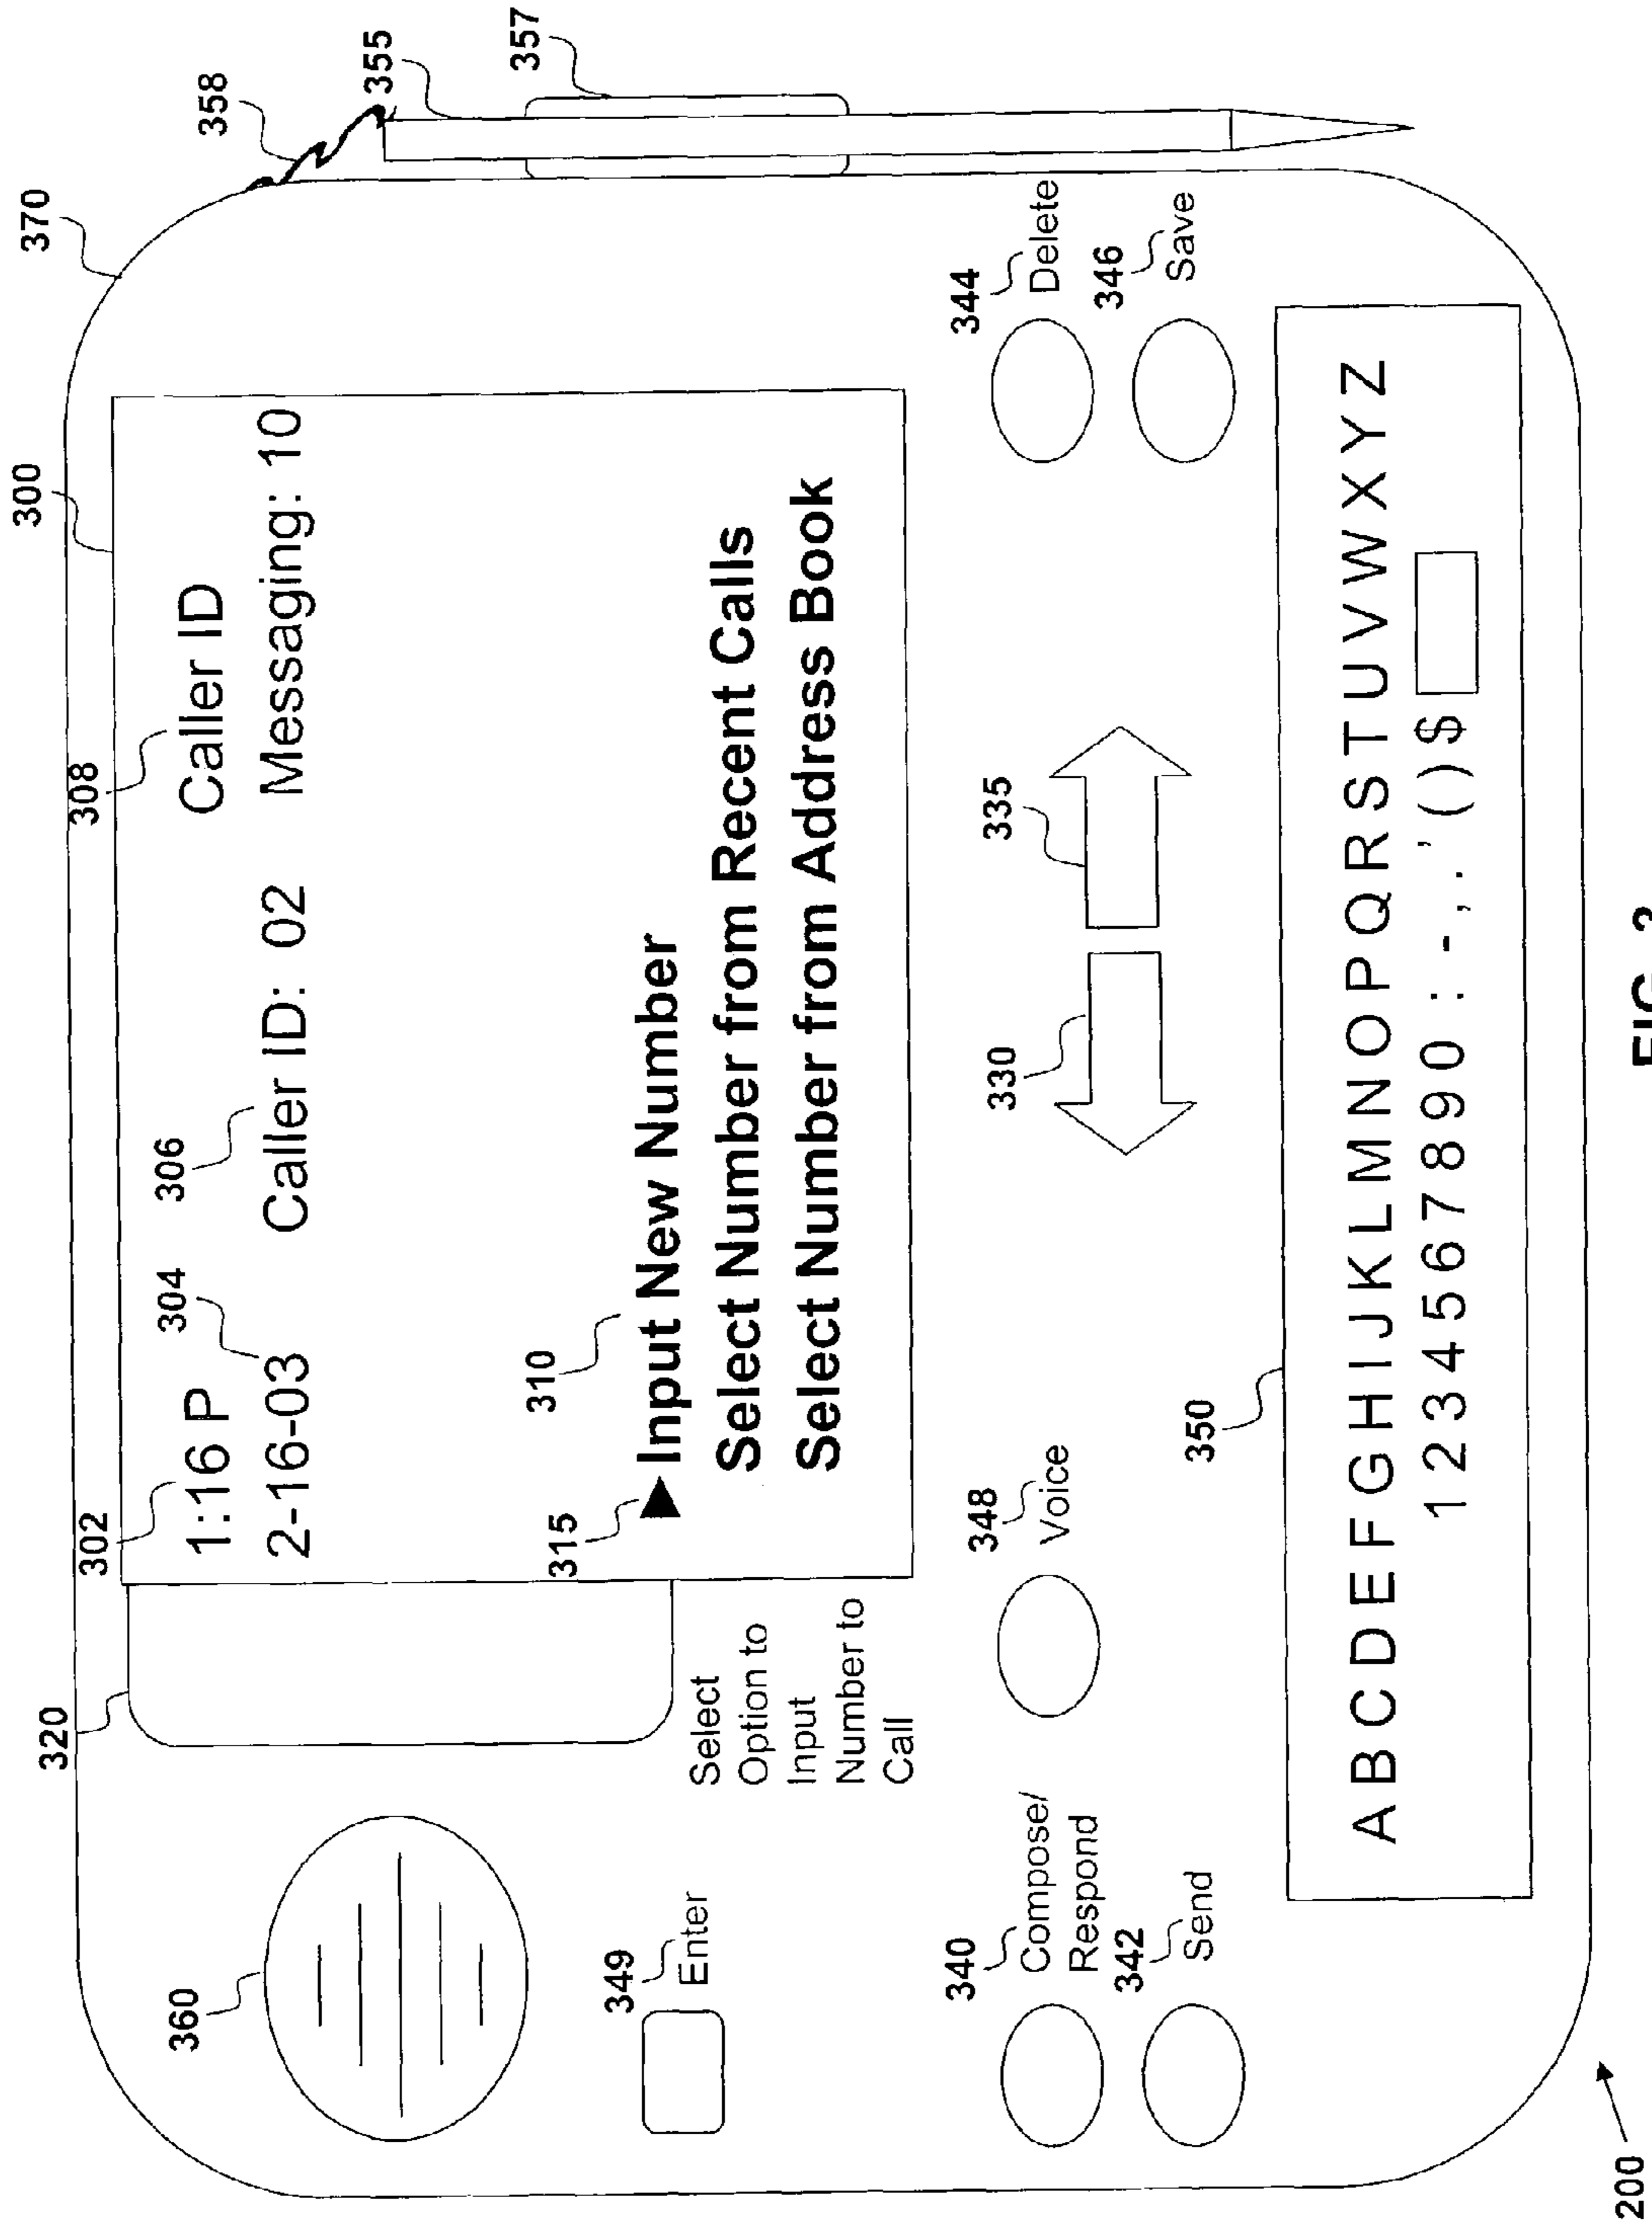 370
358
355
357
300
308
302
304
306
1:16 P
Caller ID
2-16-03
Caller ID: 02
Messaging: 10
320
360
310
315
►Input New Number
Select Number from Recent Calls
Select Number from Address Book
Select
Option to
Input
Number to
Call
349
Enter
340
Compose/
Respond
342
Send
348
Voice
330
335
344
Delete
346
Save
350
A B C D E F G H I J K L M N O P Q R S T U V W X Y Z
1 2 3 4 5 6 7 8 9 0 : - , . ' ( ) $
200
FIG. 3